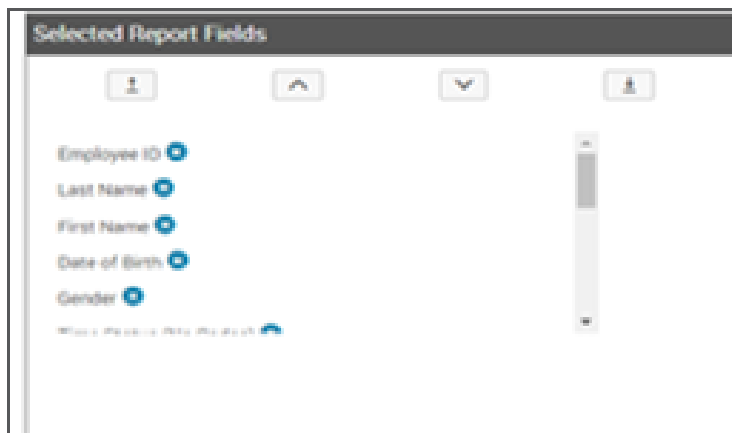 Selected Report Fields
Employee ID
Last Name
First Name
Date of Birth
Gender